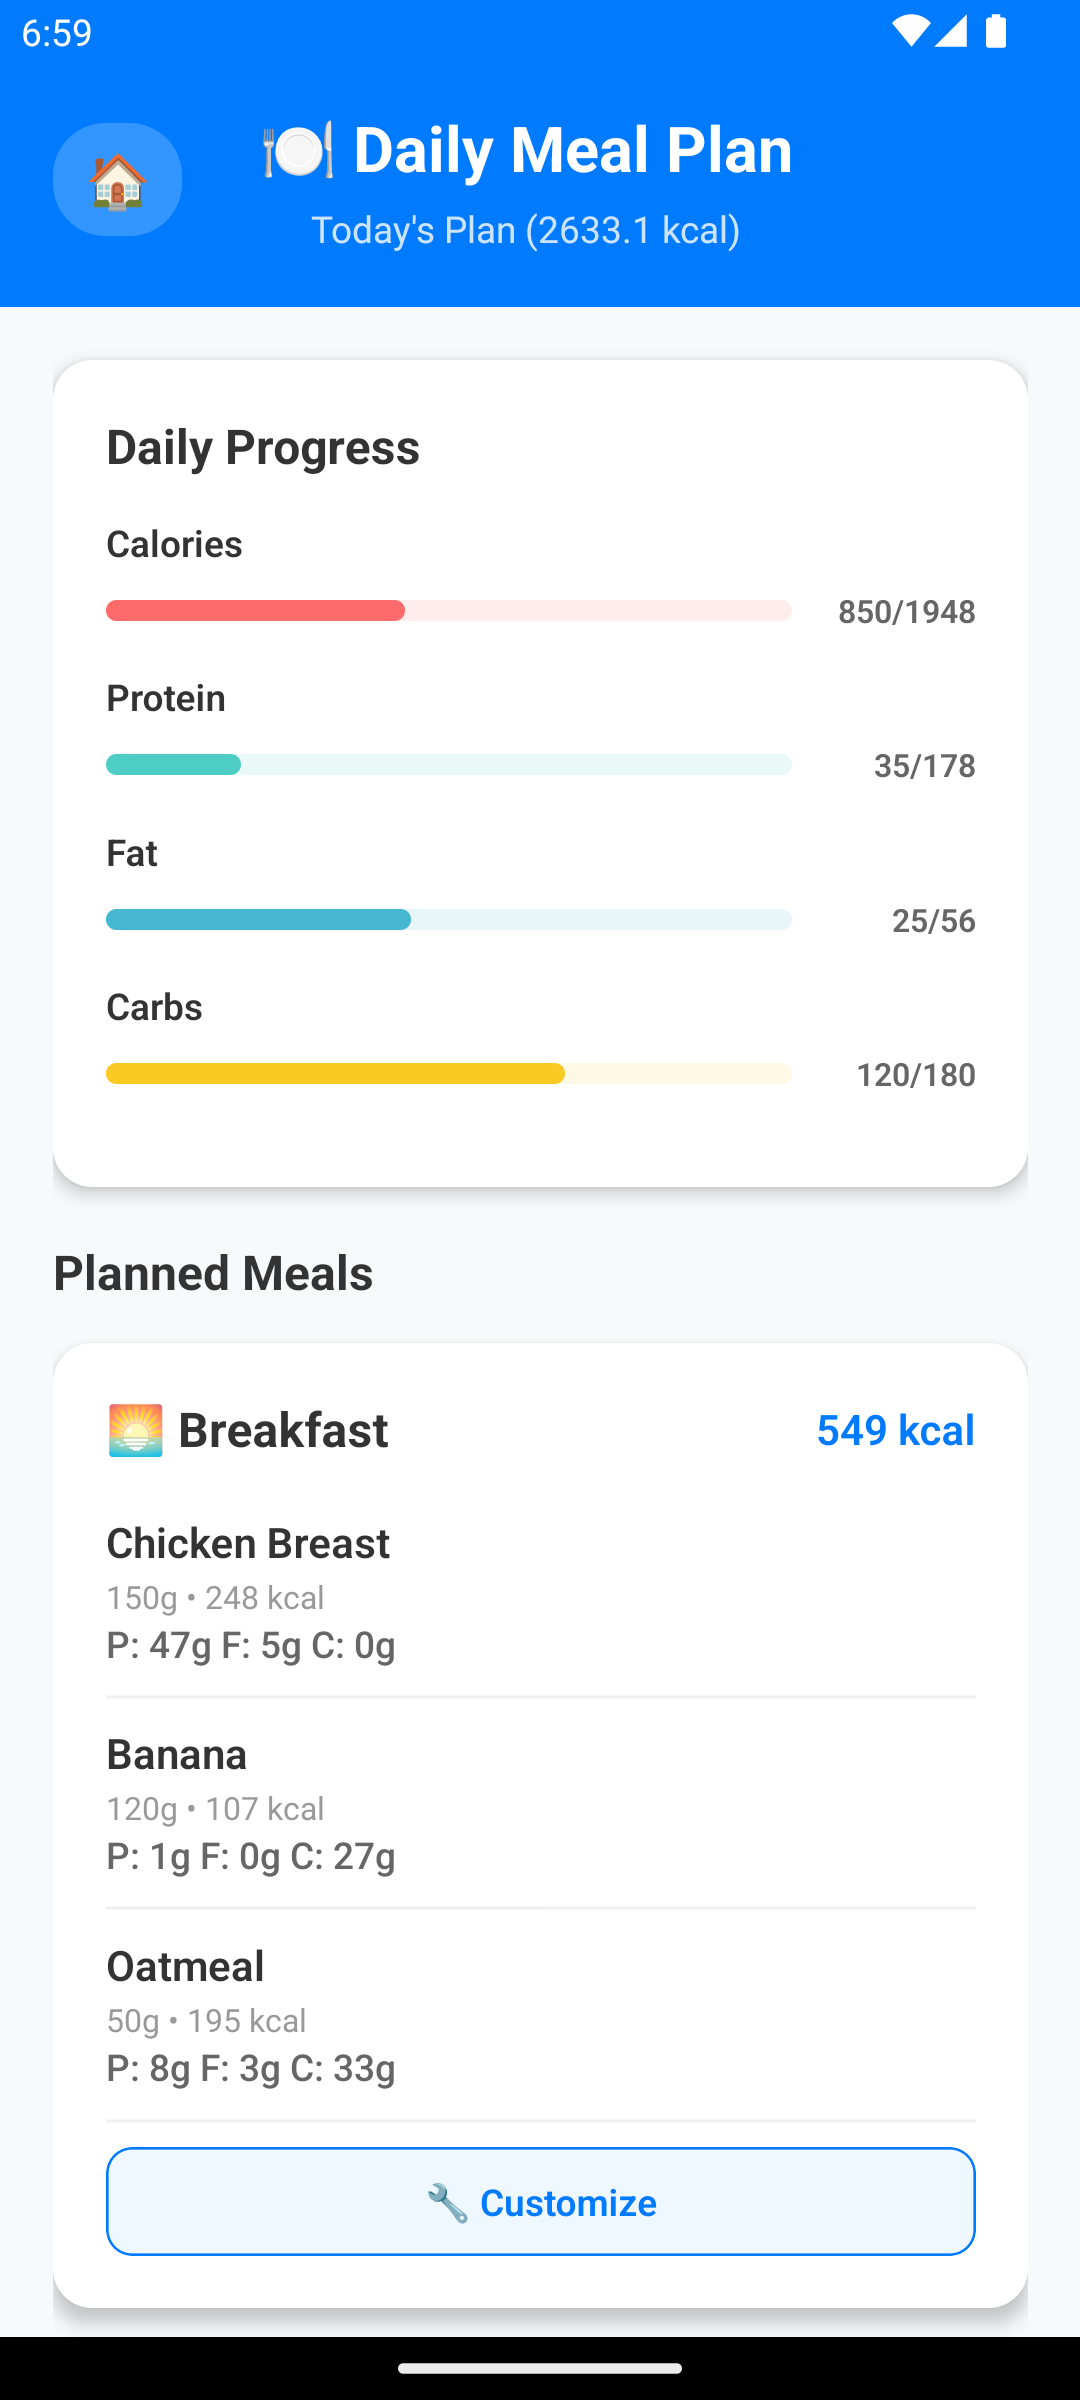 6:59
🍽️ Daily Meal Plan
Today's Plan (2633.1 kcal)
Daily Progress
Calories
850/1948
Protein
35/178
Fat
25/56
Carbs
120/180
Planned Meals
🌅 Breakfast
549 kcal
Chicken Breast
150g • 248 kcal
P: 47g F: 5g C: 0g
Banana
120g • 107 kcal
P: 1g F: 0g C: 27g
Oatmeal
50g • 195 kcal
P: 8g F: 3g C: 33g
🔧 Customize